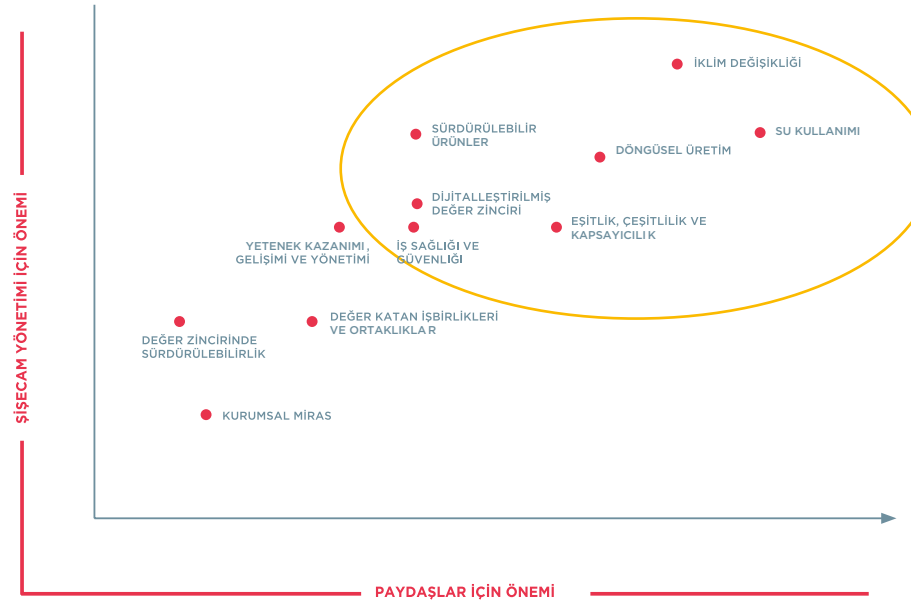 İKLİM DEĞİŞİKLİĞİ
SÜRDÜRÜLEBİLİR
ÜRÜNLER
SU KULLANIMI
DÖNGÜSEL ÜRETİM
DİJİTALLEŞTİRİLMİŞ
DEĞER ZİNCİRİ
EŞİTLİK, ÇEŞİTLİLİK VE
KAPSAYICILIK
YETENEK KAZANIMI,
GELİŞİMİ VE YÖNETİMİ
İŞ SAĞLIĞI VE
GÜVENLIĞI
DEĞER KATAN İŞBİRLİKLERİ
VE ORTAKLIKLAR
DEĞER ZİNCİRİNDE
SÜRDÜRÜLEBİLİRLİK
KURUMSAL MİRAS
ŞİŞECAM YÖNETİMİ İÇİN ÖNEMİ
PAYDAŞLAR İÇİN ÖNEMİ